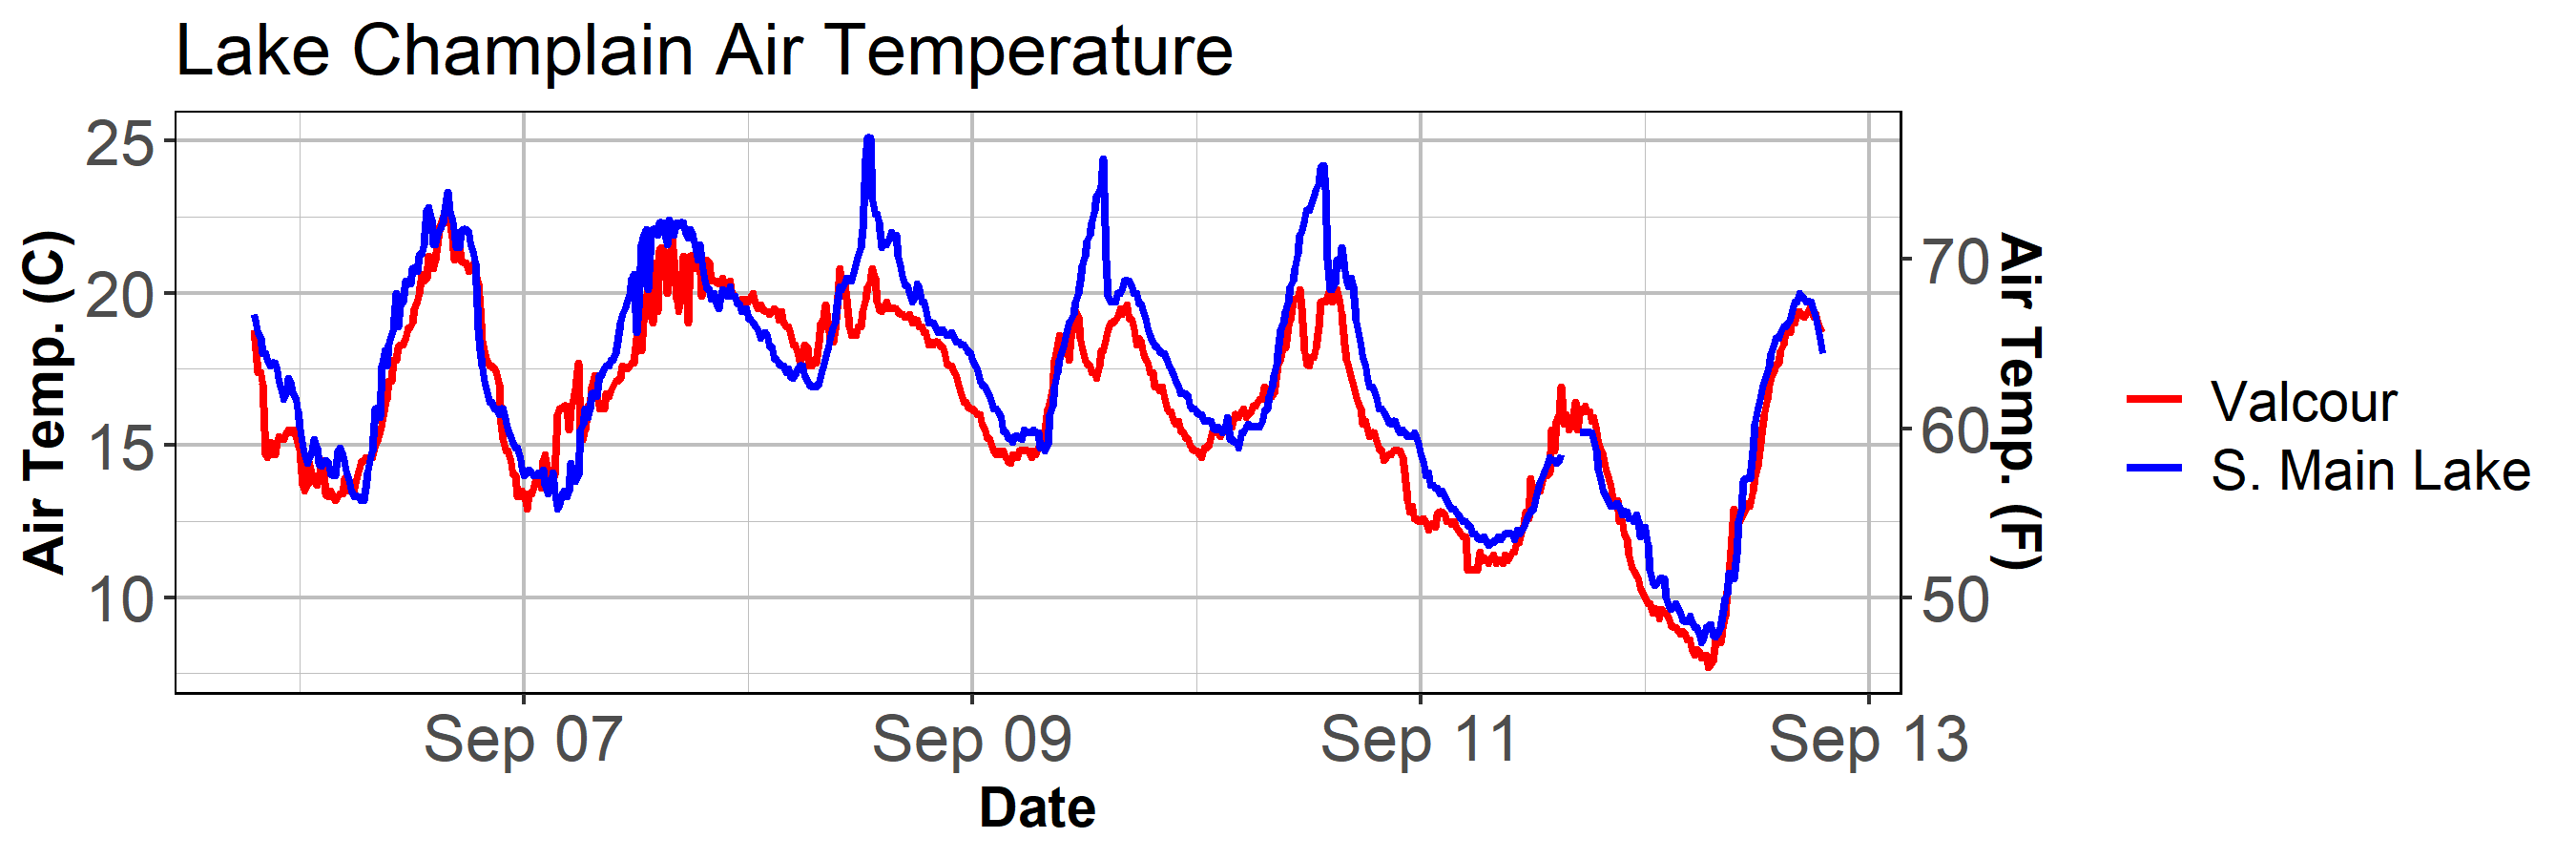 Lake Champlain Air Temperature
Air Temp. (C)
25
20
15
10
70
60
50
Air Temp. (F)
Sep 07 Sep 09 Sep 11 Sep 13
Date
Valcour
S. Main Lake